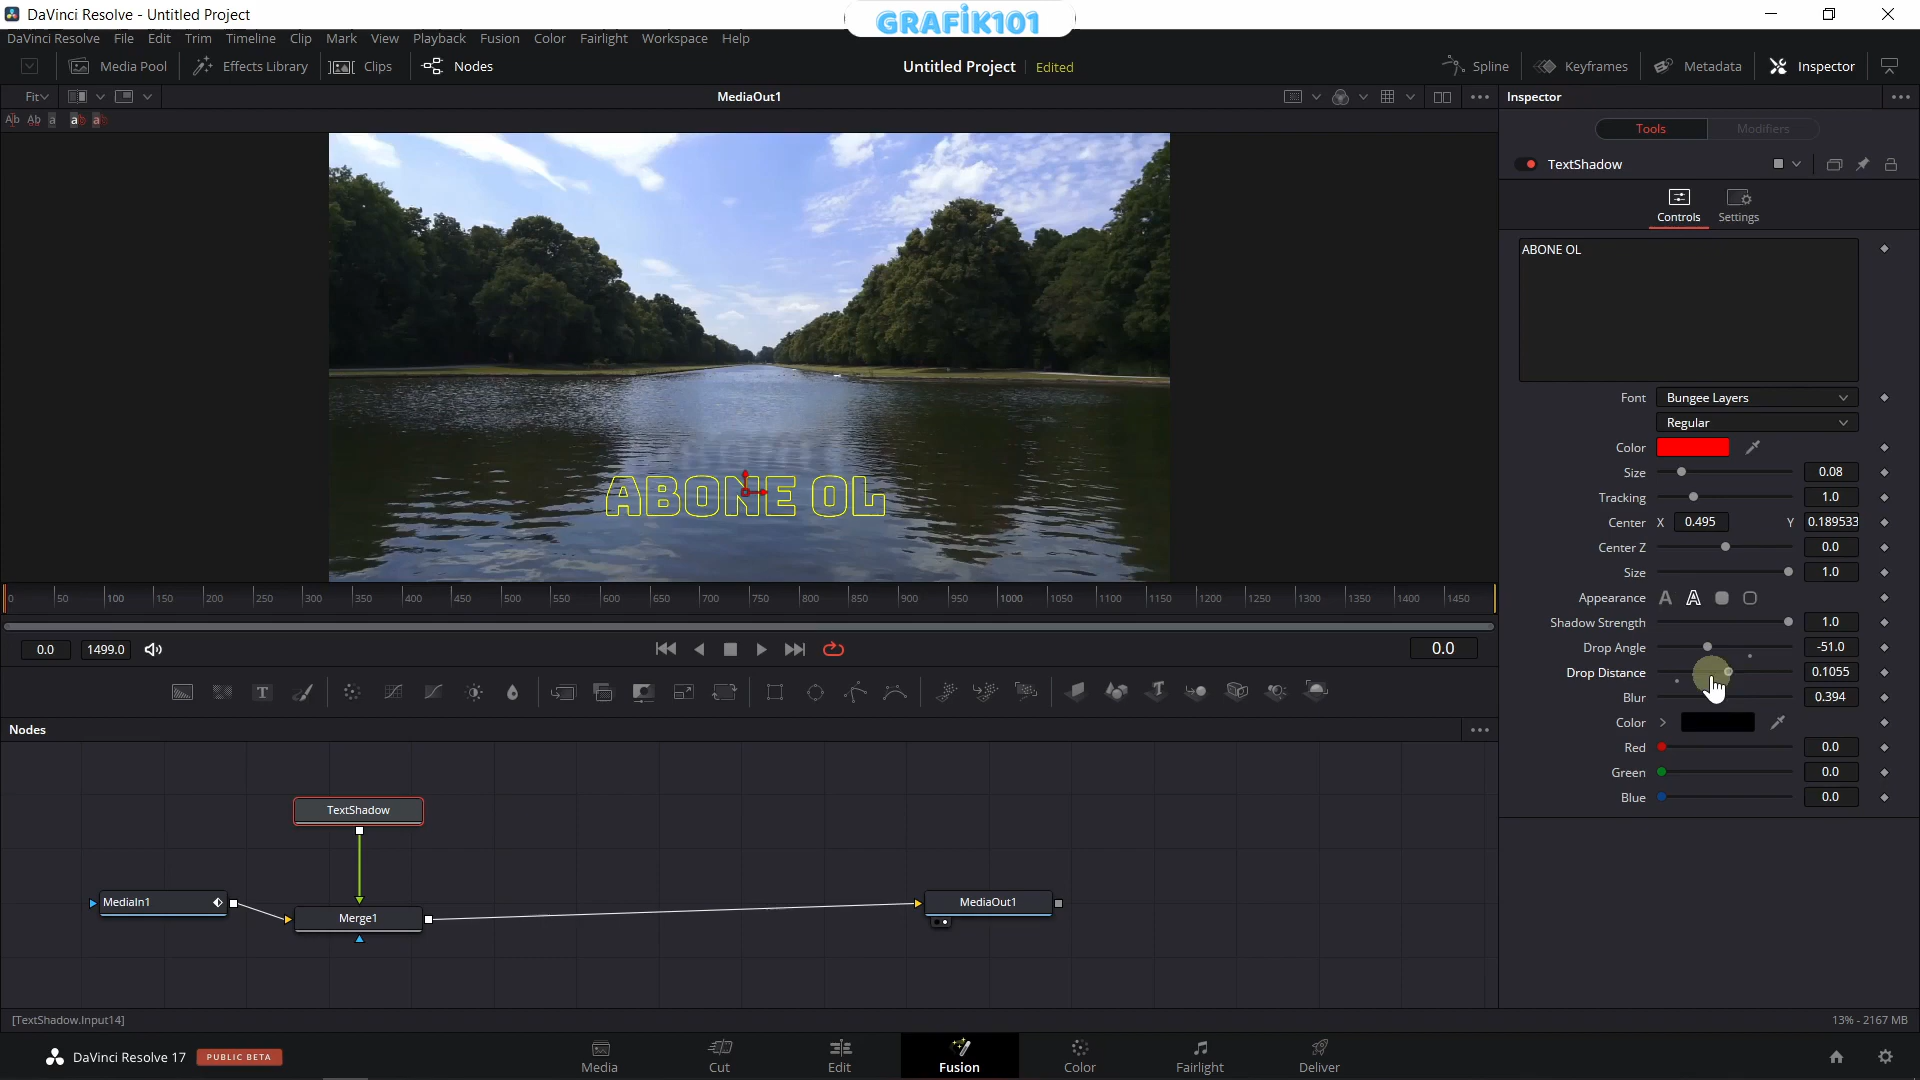 DaVinci Resolve - Untitled Project
GRAFİK101
DaVinci Resolve File Edit Trim Timeline Clip Mark View Playback Fusion Color Fairlight Workspace Help
Media Pool Effects Library Clips Nodes Untitled Project Edited Spline Keyframes Metadata Inspector
Fit MediaOut1 Inspector
Tools Modifiers
TextShadow
Controls Settings
ABONE OL
Font Bungee Layers
Regular
Color
Size 0.08
Tracking 1.0
Center X 0.495 Y 0.189533
Center Z 0.0
Size 1.0
Appearance
Shadow Strength 1.0
Drop Angle -51.0
Drop Distance 0.1055
Blur 0.394
Color
Red 0.0
Green 0.0
Blue 0.0
ABONE OL
0 50 100 150 200 250 300 350 400 450 500 550 600 650 700 750 800 850 900 950 1000 1050 1100 1150 1200 1250 1300 1350 1400 1450
0.0 1499.0 0.0
Nodes
TextShadow
MediaIn1
Merge1
MediaOut1
[TextShadow.Input14]
13% - 2167 MB
DaVinci Resolve 17 PUBLIC BETA
Media Cut Edit Fusion Color Fairlight Deliver